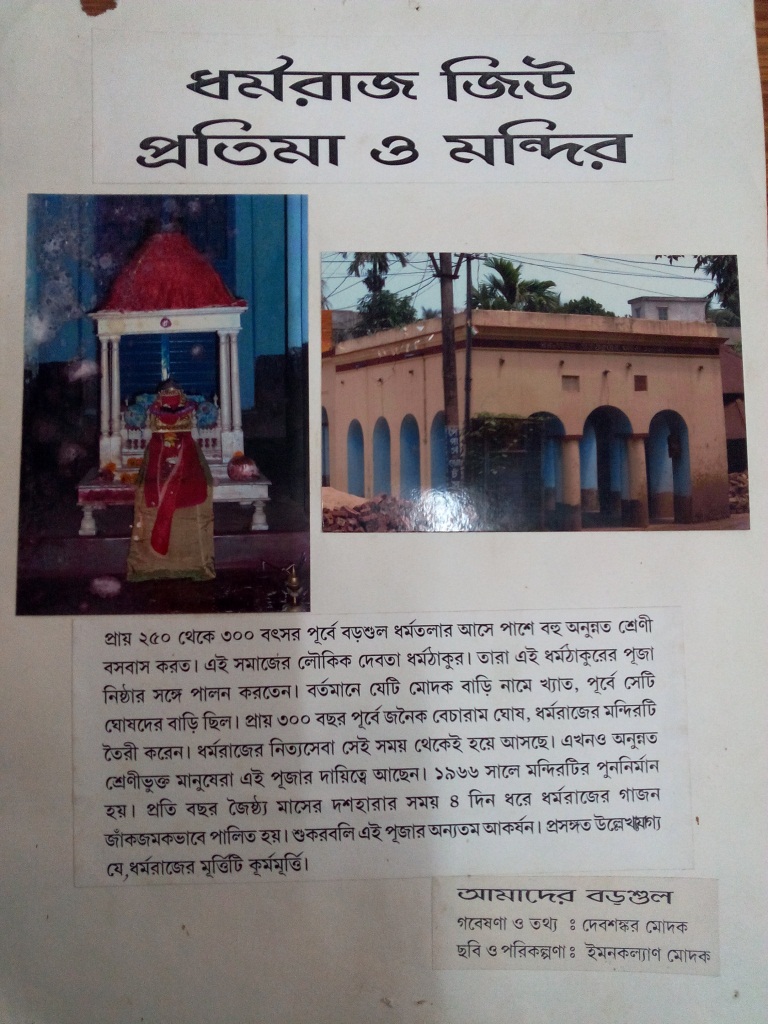 ধর্মরাজ জিউ
প্রতিমা ও মন্দির
প্রায় ২৫০ থেকে ৩০০ বৎসর পূর্বে বড়শুল ধর্মতলার আসে পাশে বহু অনুন্নত শ্রেণী
বসবাস করত। এই সমাজের লৌকিক দেবতা ধর্মঠাকুর। তারা এই ধর্মঠাকুরের পূজা
নিষ্ঠার সঙ্গে পালন করতেন। বর্তমানে যেটি মোদক বাড়ি নামে খ্যাত, পূর্বে সেটি
ঘোষদের বাড়ি ছিল। প্রায় ৩০০ বছর পূর্বে জনৈক বেচারাম ঘোষ, ধর্মরাজের মন্দিরটি
তৈরী করেন। ধর্মরাজের নিত্যসেবা সেই সময় থেকেই হয়ে আসছে। এখনও অনুন্নত
শ্রেণীভুক্ত মানুষেরা এই পূজার দায়িত্বে আছেন। ১৯৬৬ সালে মন্দিরটির পুননির্মান
হয়। প্রতি বছর জৈষ্ঠ্য মাসের দশহারার সময় ৪ দিন ধরে ধর্মরাজের গাজন
জাঁকজমকভাবে পালিত হয়। শুকরবলি এই পূজার অন্যতম আকর্ষন। প্রসঙ্গত উল্লেখযোগ্য
যে,ধর্মরাজের মূর্ত্তিটি কূর্মমূর্ত্তি।
আমাদের বড়শুল
গবেষণা ও তথ্য ঃ দেবশঙ্কর মোদক
ছবি ও পরিকল্পণাঃ ইমনকল্যাণ মোদক